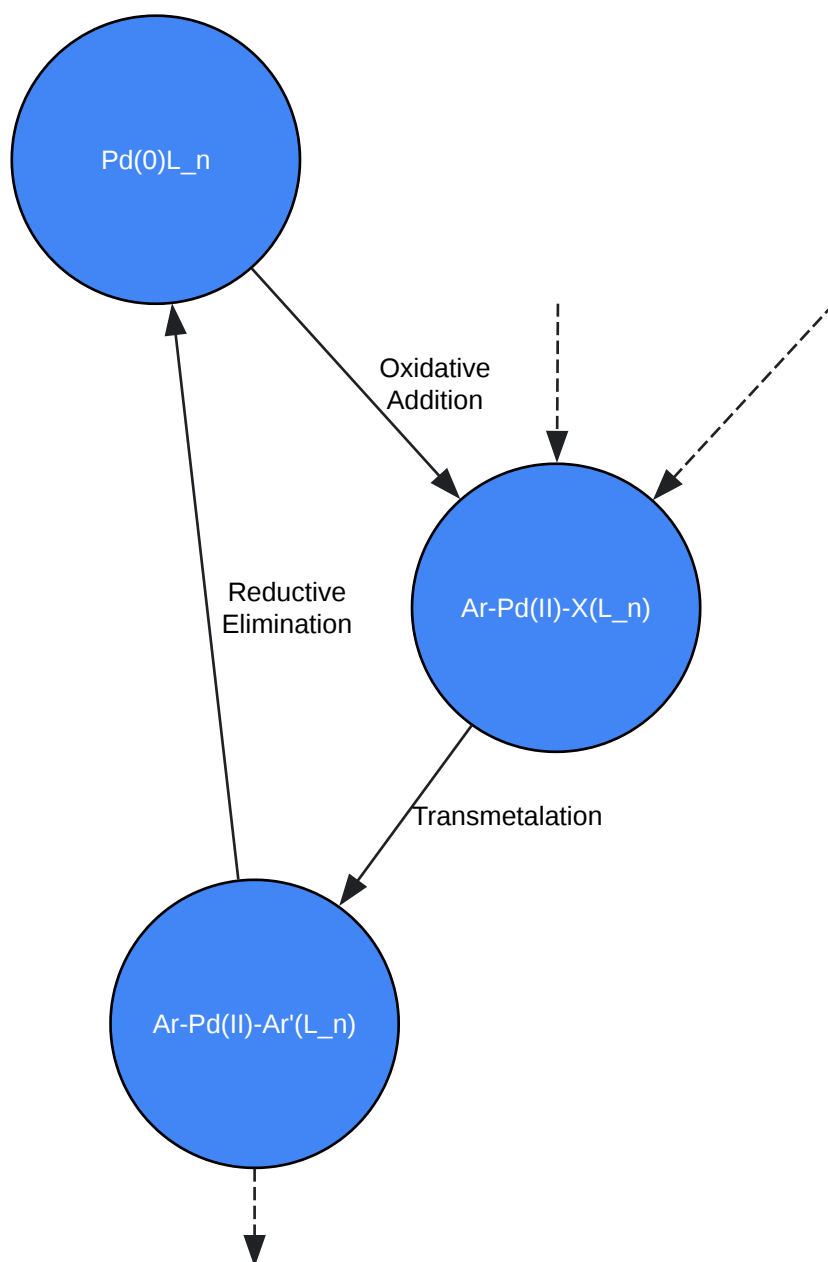 Pd(0)L_n
Oxidative
Addition
Reductive
Elimination
Ar-Pd(II)-X(L_n)
Transmetalation
Ar-Pd(II)-Ar'(L_n)